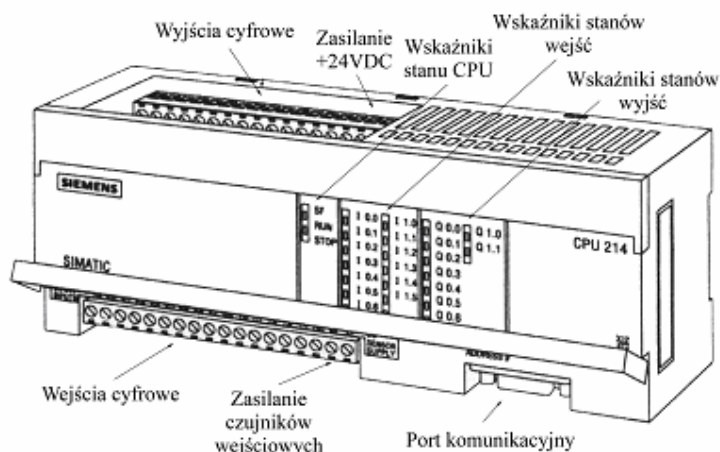 Wyjścia cyfrowe
Zasilanie
+24VDC
Wskaźniki
stanu CPU
Wskaźniki stanów
wejść
Wskaźniki stanów
wyjść
SIEMENS
SIMATIC
SF
RUN
STOP
I 0.0
I 0.1
I 0.2
I 0.3
I 0.4
I 0.5
I 0.6
I 1.0
I 1.1
I 1.2
I 1.3
I 1.4
I 1.5
Q 0.0
Q 0.1
Q 0.2
Q 0.3
Q 0.4
Q 0.5
Q 0.6
Q 1.0
Q 1.1
CPU 214
SENSOR
SUPPLY
Wejścia cyfrowe
Zasilanie
czujników
wejściowych
Port komunikacyjny